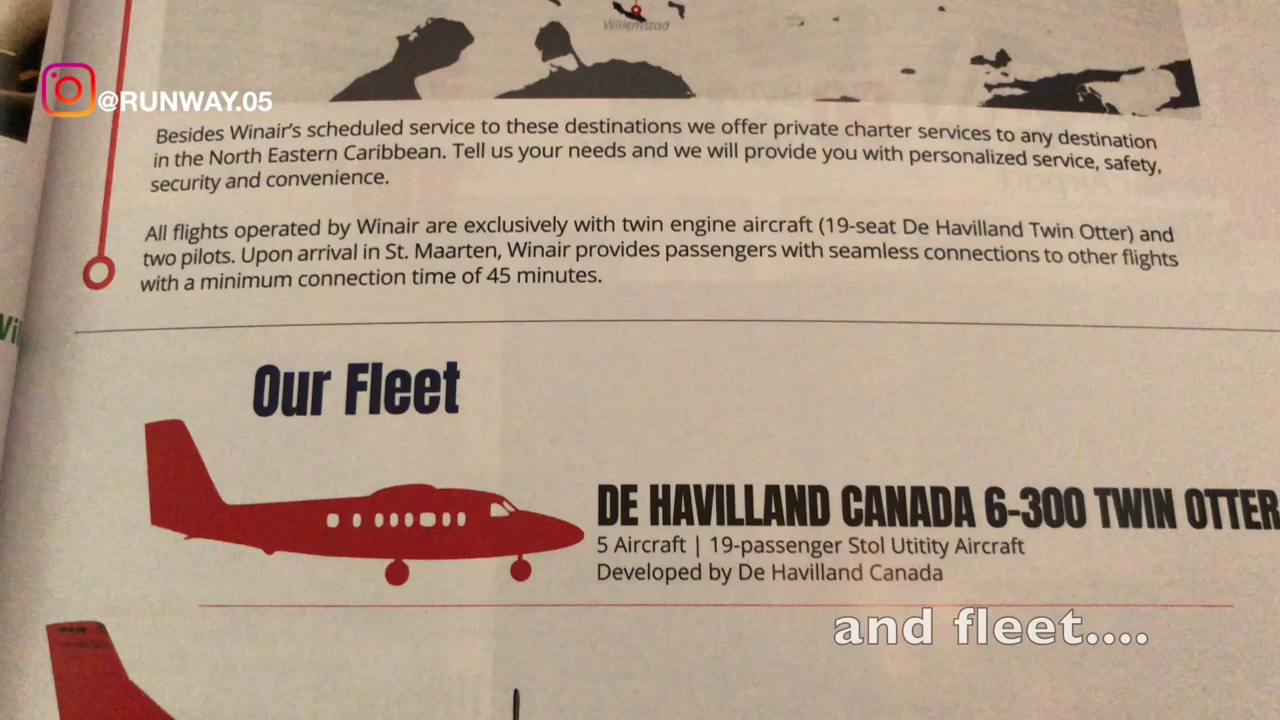 Willemstad
@RUNWAY.05
Besides Winair's scheduled service to these destinations we offer private charter services to any destination
in the North Eastern Caribbean. Tell us your needs and we will provide you with personalized service, safety,
security and convenience.
All flights operated by Winair are exclusively with twin engine aircraft (19-seat De Havilland Twin Otter) and
two pilots. Upon arrival in St. Maarten, Winair provides passengers with seamless connections to other flights
with a minimum connection time of 45 minutes.
Our Fleet
DE HAVILLAND CANADA 6-300 TWIN OTTER
5 Aircraft | 19-passenger Stol Utitity Aircraft
Developed by De Havilland Canada
and fleet....